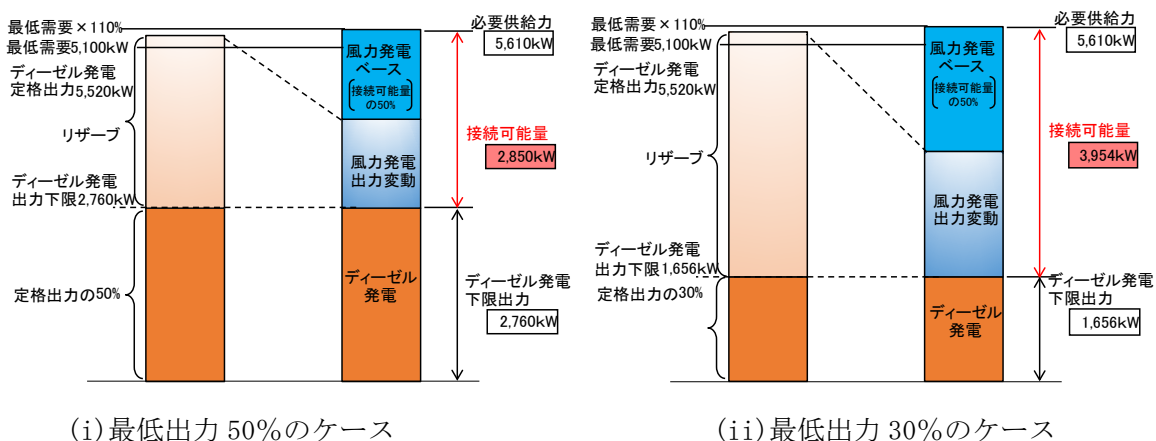 最低需要×110%
最低需要5,100kW
ディーゼル発電
定格出力5,520kW
リザーブ
ディーゼル発電
出力下限2,760kW
定格出力の50%
風力発電
ベース
接続可能量
の50%
風力発電
出力変動
ディーゼル
発電
必要供給力
5,610kW
接続可能量
2,850kW
ディーゼル発電
下限出力
2,760kW
(i)最低出力 50%のケース
最低需要×110%
最低需要5,100kW
ディーゼル発電
定格出力5,520kW
リザーブ
ディーゼル発電
出力下限1,656kW
定格出力の30%
風力発電
ベース
接続可能量
の50%
風力発電
出力変動
ディーゼル
発電
必要供給力
5,610kW
接続可能量
3,954kW
ディーゼル発電
下限出力
1,656kW
(ii)最低出力 30%のケース